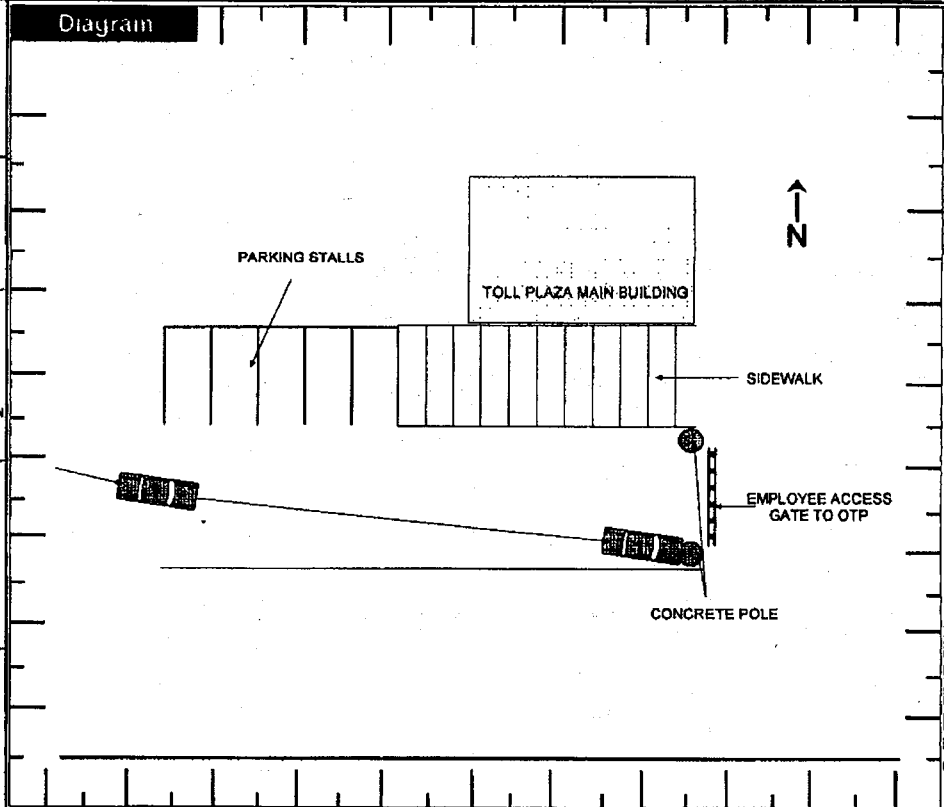 Diagram
N
PARKING STALLS
TOLL PLAZA MAIN BUILDING
SIDEWALK
EMPLOYEE ACCESS
GATE TO OTP
CONCRETE POLE